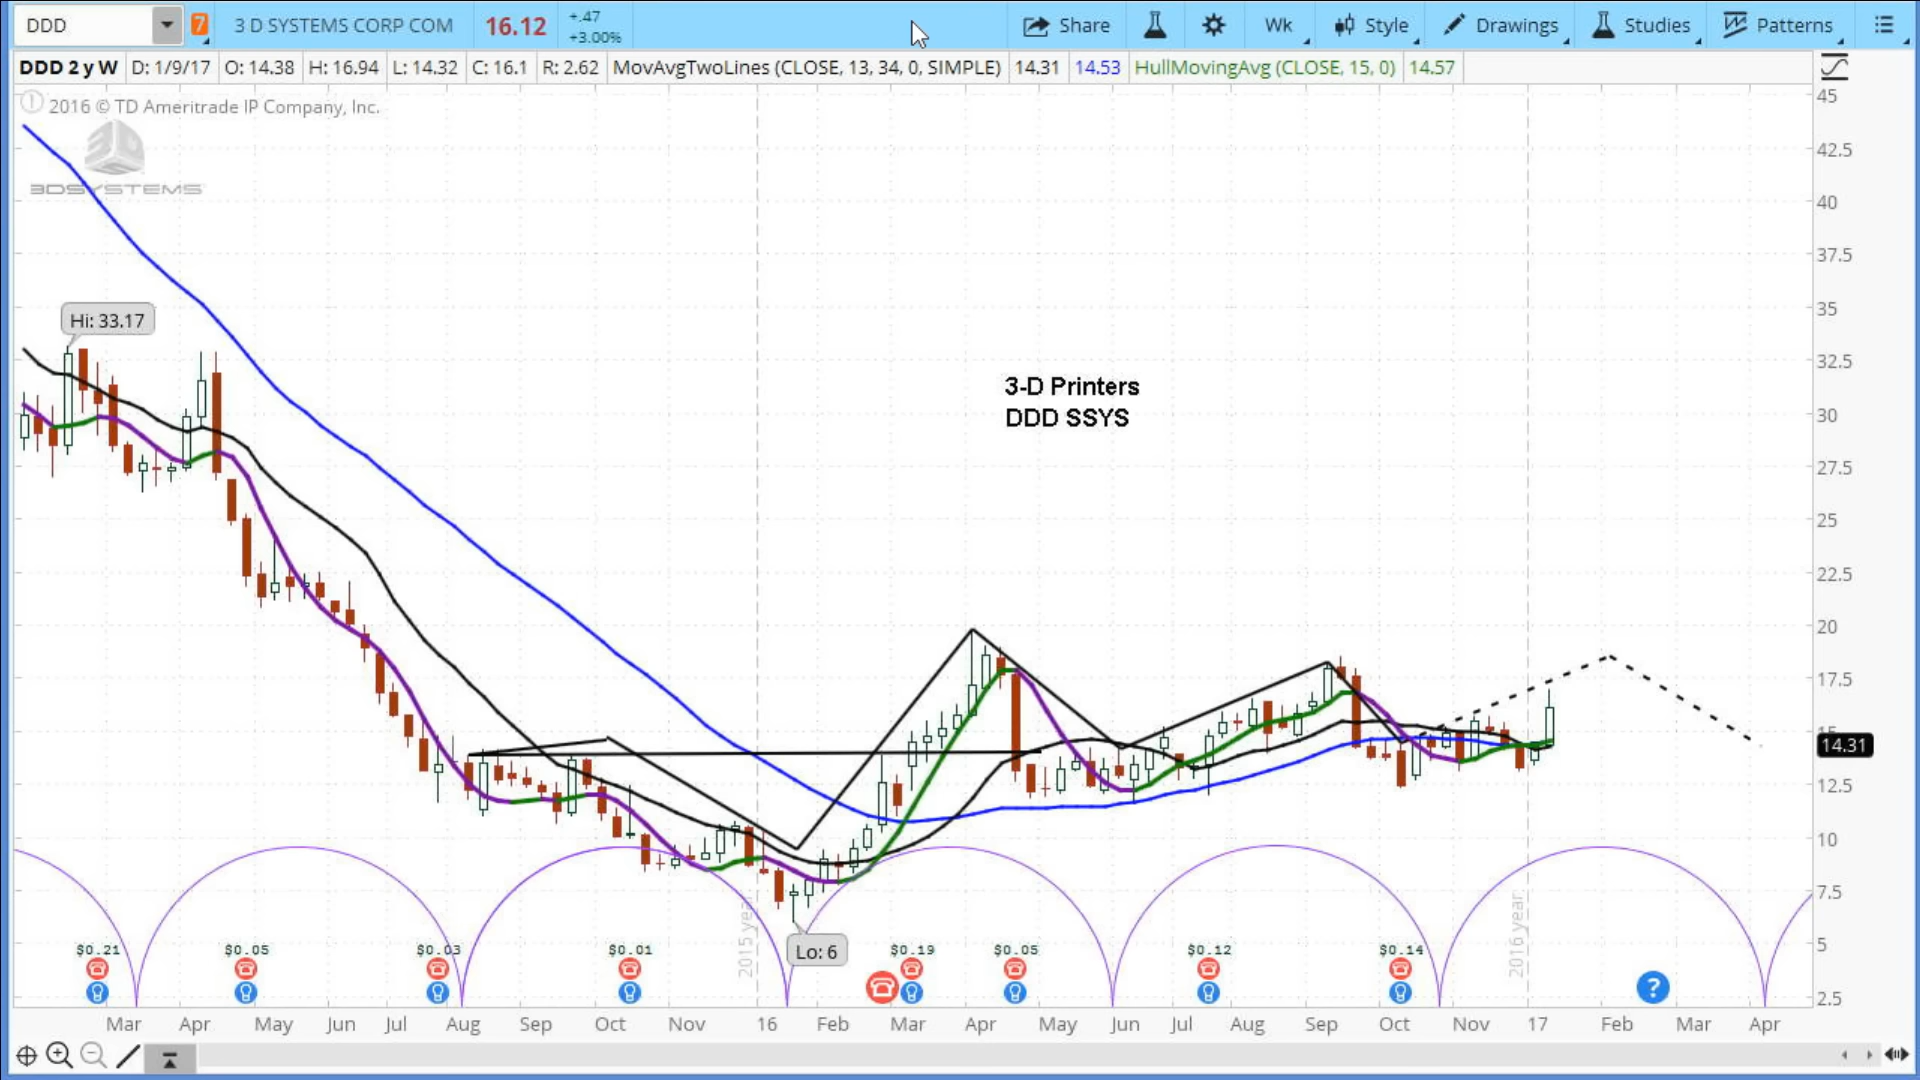 DDD 7 3 D SYSTEMS CORP COM 16.12 +.47 +3.00% Share Wk Style Drawings Studies Patterns
DDD 2 y W D: 1/9/17 O: 14.38 H: 16.94 L: 14.32 C: 16.1 R: 2.62 MovAvgTwoLines (CLOSE, 13, 34, 0, SIMPLE) 14.31 14.53 HullMovingAvg (CLOSE, 15, 0) 14.57
2016 © TD Ameritrade IP Company, Inc.
3D
3DSYSTEMS
Hi: 33.17
3-D Printers
DDD SSYS
Lo: 6
45
42.5
40
37.5
35
32.5
30
27.5
25
22.5
20
17.5
14.31
12.5
10
7.5
5
2.5
2015 year
2016 year
$0.21 $0.05 $0.03 $0.01 $0.19 $0.05 $0.12 $0.14
?
Mar Apr May Jun Jul Aug Sep Oct Nov 16 Feb Mar Apr May Jun Jul Aug Sep Oct Nov 17 Feb Mar Apr